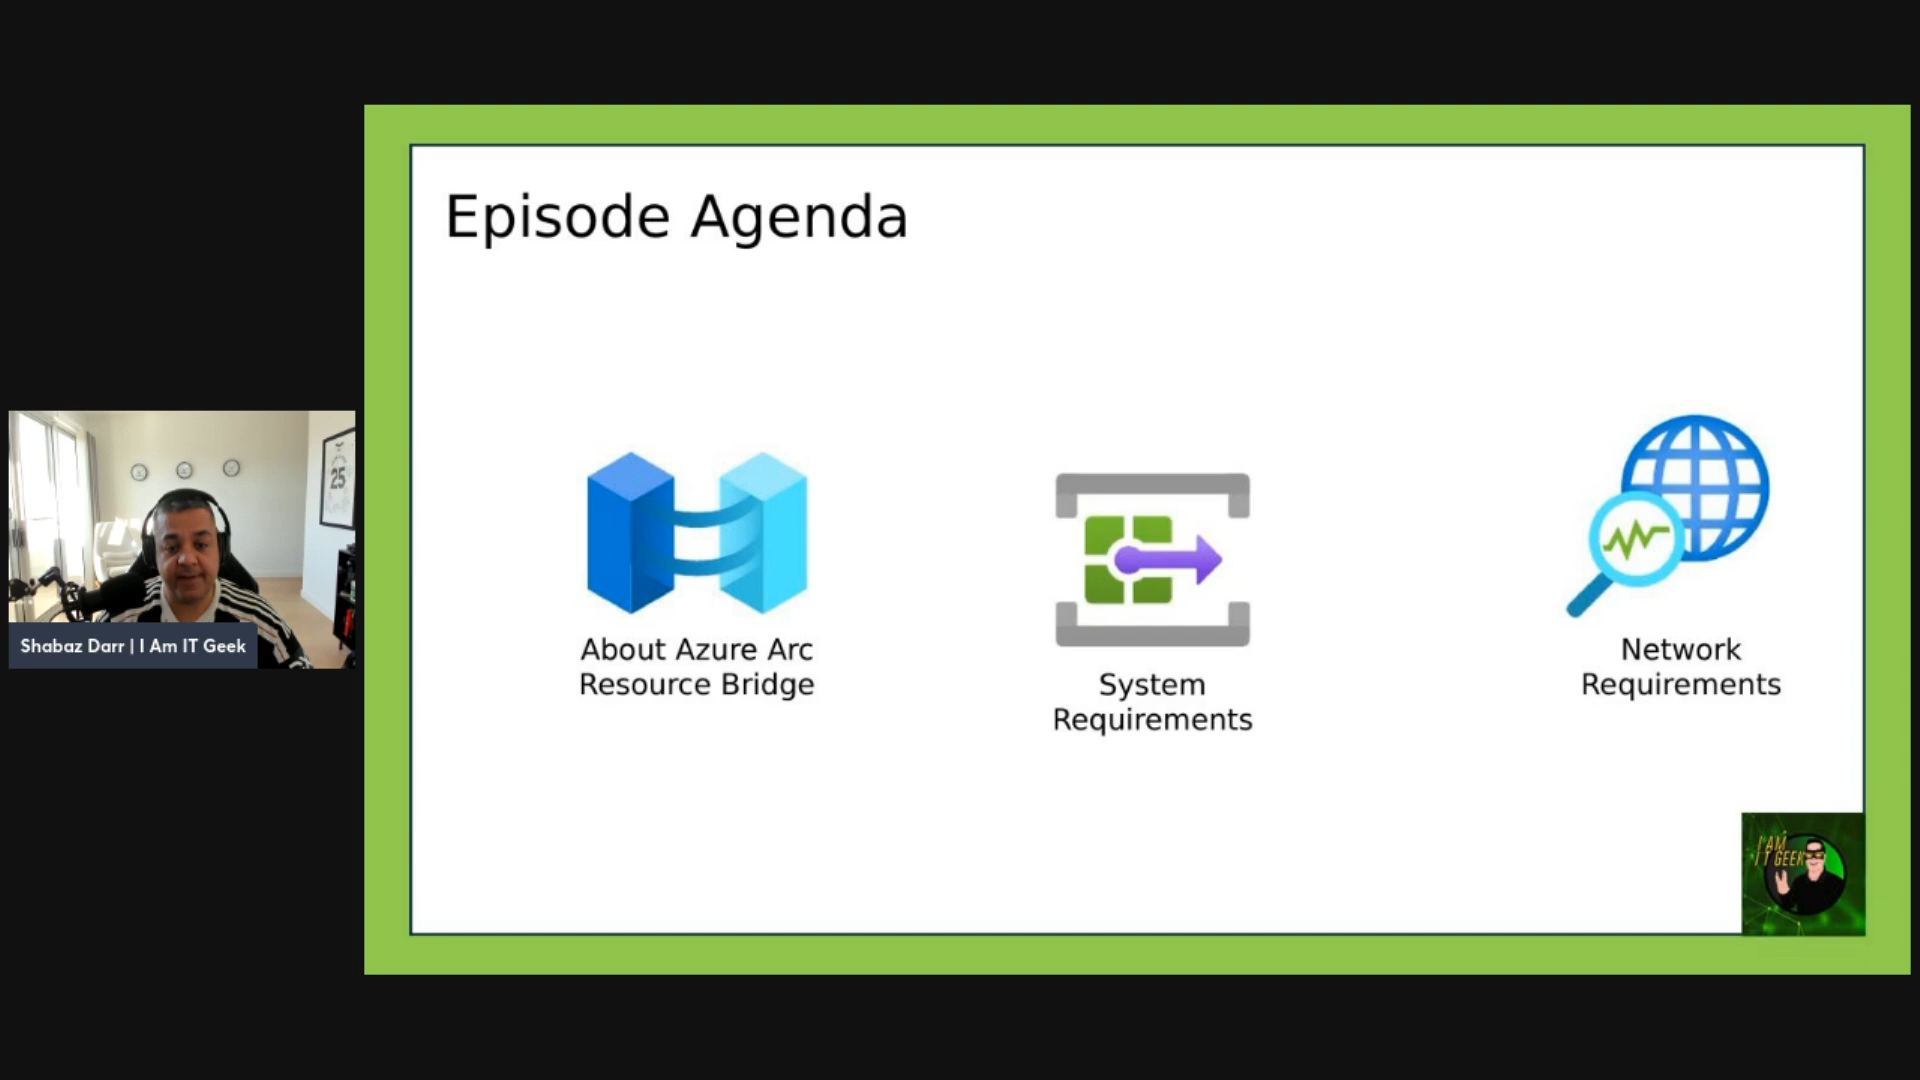 Episode Agenda
About Azure Arc
Resource Bridge
System
Requirements
Network
Requirements
25
Shabaz Darr | I Am IT Geek
I AM
IT GEEK